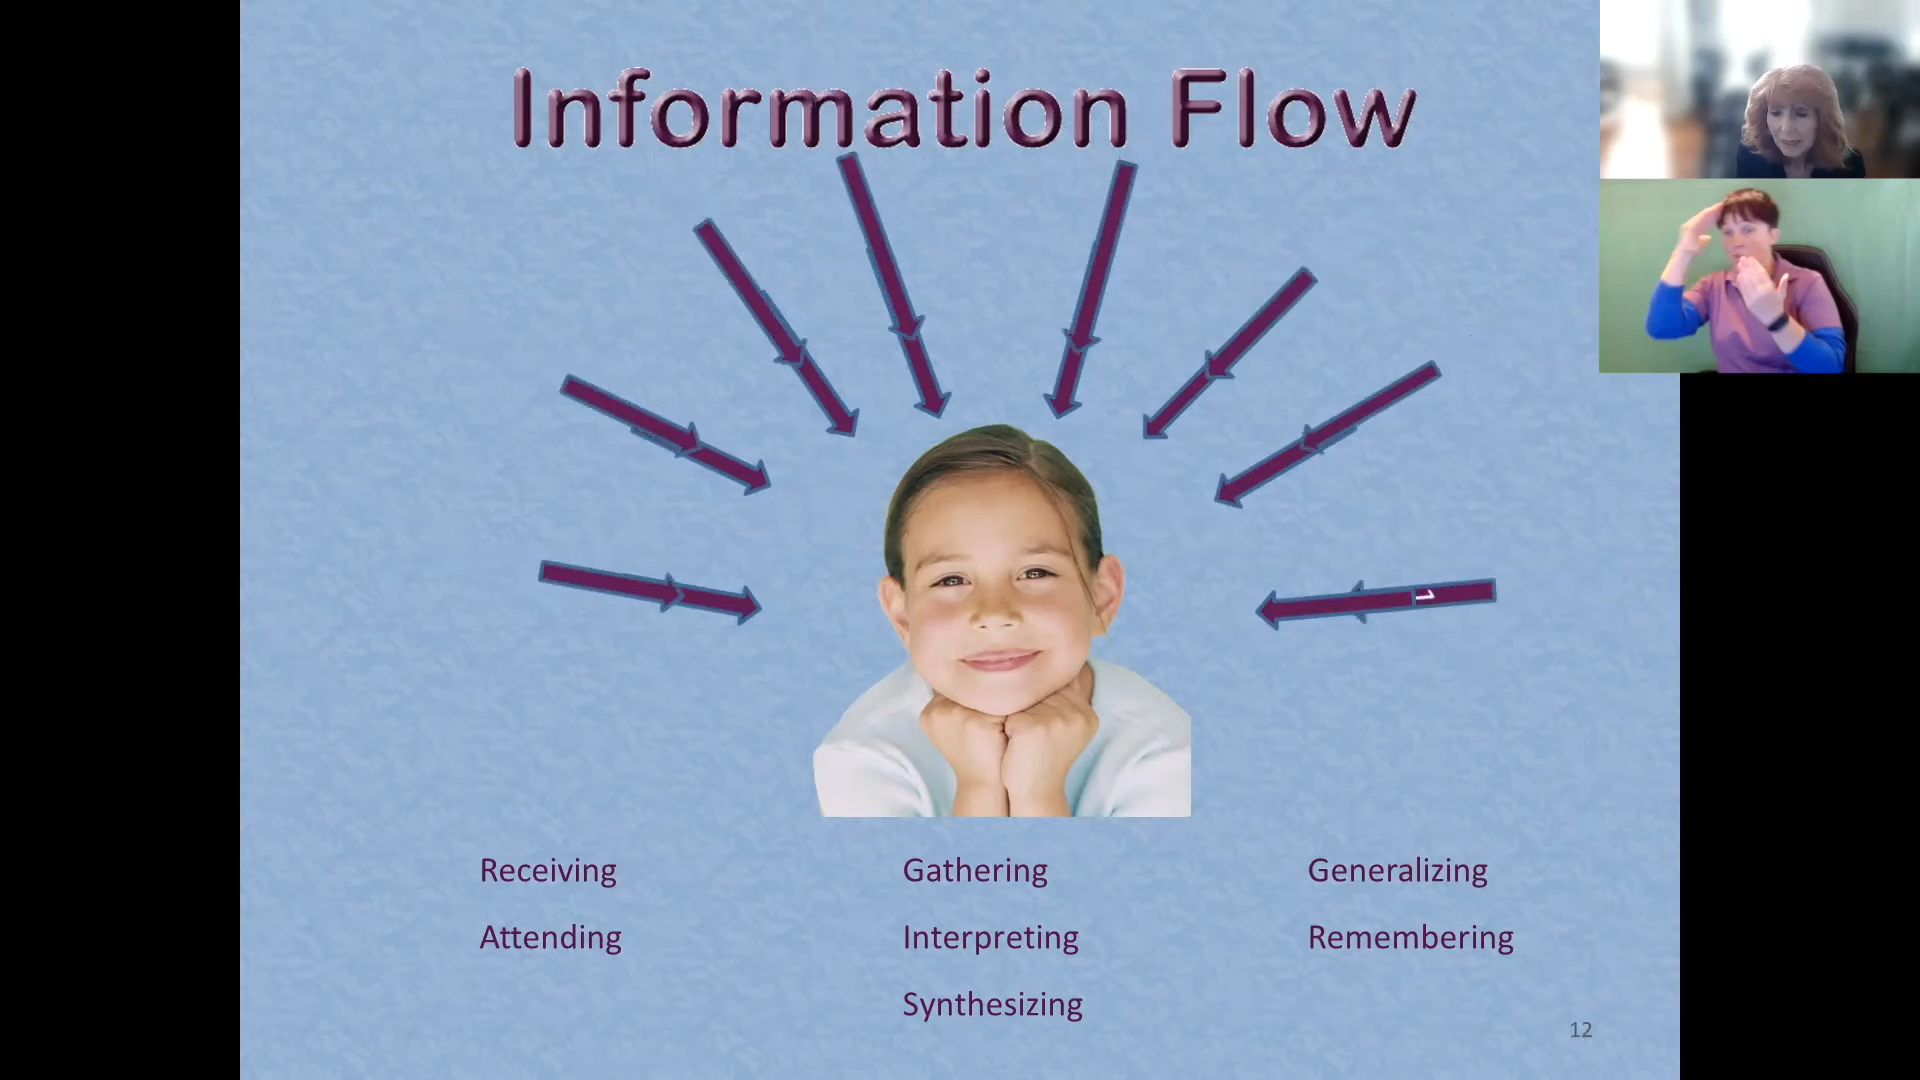 Information Flow
Receiving
Gathering
Generalizing
Attending
Interpreting
Remembering
Synthesizing
12